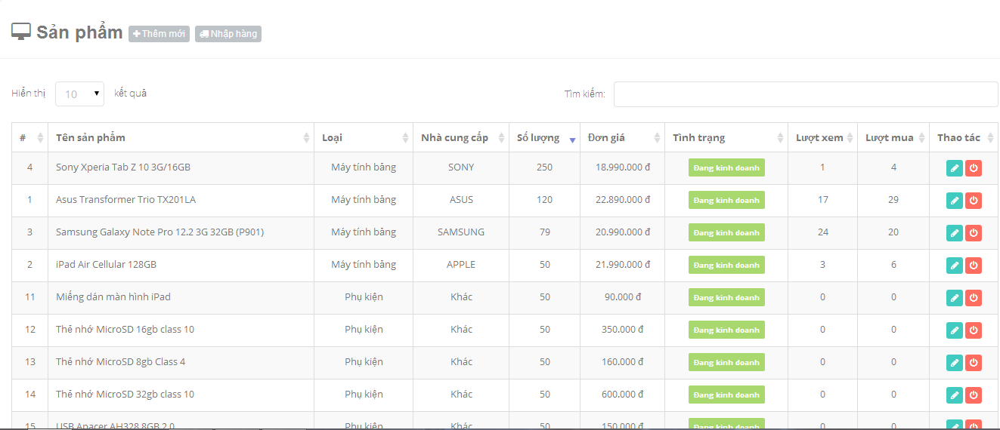 Sản phẩm Thêm mới Nhập hàng
Hiển thị 10 kết quả Tìm kiếm:
# Tên sản phẩm Loại Nhà cung cấp Số lượng Đơn giá Tình trạng Lượt xem Lượt mua Thao tác
4 Sony Xperia Tab Z 10 3G/16GB Máy tính bảng SONY 250 18.990.000 đ Đang kinh doanh 1 4
1 Asus Transformer Trio TX201LA Máy tính bảng ASUS 120 22.890.000 đ Đang kinh doanh 17 29
3 Samsung Galaxy Note Pro 12.2 3G 32GB (P901) Máy tính bảng SAMSUNG 79 20.990.000 đ Đang kinh doanh 24 20
2 iPad Air Cellular 128GB Máy tính bảng APPLE 50 21.990.000 đ Đang kinh doanh 3 6
11 Miếng dán màn hình iPad Phụ kiện Khác 50 90.000 đ Đang kinh doanh 0 0
12 Thẻ nhớ MicroSD 16gb class 10 Phụ kiện Khác 50 350.000 đ Đang kinh doanh 0 0
13 Thẻ nhớ MicroSD 8gb Class 4 Phụ kiện Khác 50 160.000 đ Đang kinh doanh 0 0
14 Thẻ nhớ MicroSD 32gb class 10 Phụ kiện Khác 50 600.000 đ Đang kinh doanh 0 0
15 USB Apacer AH328 8GB 2.0 Phụ kiện Khác 50 150.000 đ Đang kinh doanh 0 0